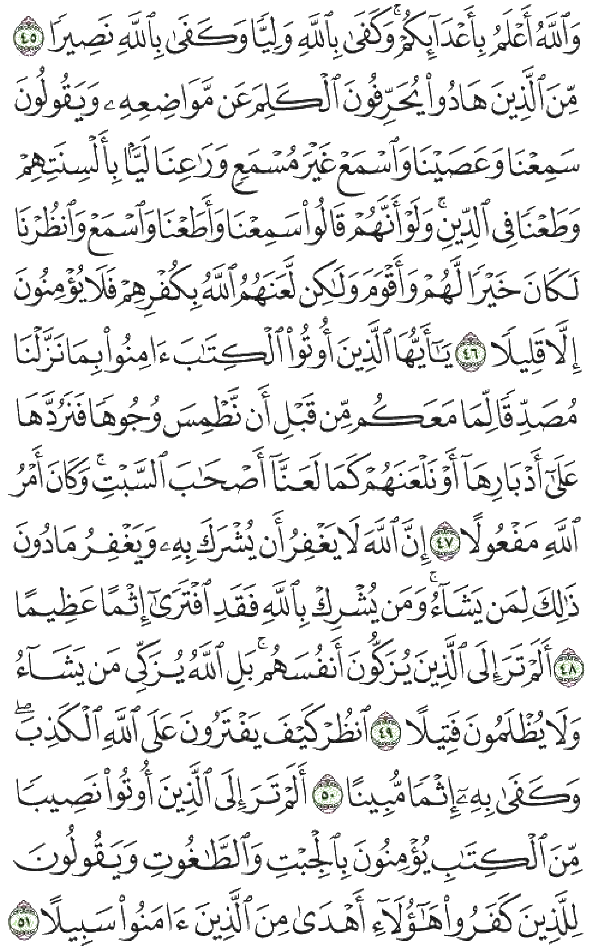 وَٱللَّهُ أَعْلَمُ بِأَعْدَآئِكُمْ ۚ وَكَفَىٰ بِٱللَّهِ وَلِيًّا وَكَفَىٰ بِٱللَّهِ نَصِيرًا ٤٥
مِّنَ ٱلَّذِينَ هَادُوا۟ يُحَرِّفُونَ ٱلْكَلِمَ عَن مَّوَاضِعِهِۦ وَيَقُولُونَ
سَمِعْنَا وَعَصَيْنَا وَٱسْمَعْ غَيْرَ مُسْمَعٍ وَرَٰعِنَا لَيًّۢا بِأَلْسِنَتِهِمْ
وَطَعْنًا فِى ٱلدِّينِ ۚ وَلَوْ أَنَّهُمْ قَالُوا۟ سَمِعْنَا وَأَطَعْنَا وَٱسْمَعْ وَٱنظُرْنَا
لَكَانَ خَيْرًا لَّهُمْ وَأَقْوَمَ وَلَٰكِن لَّعَنَهُمُ ٱللَّهُ بِكُفْرِهِمْ فَلَا يُؤْمِنُونَ
إِلَّا قَلِيلًا ٤٦ يَٰٓأَيُّهَا ٱلَّذِينَ أُوتُوا۟ ٱلْكِتَٰبَ ءَامِنُوا۟ بِمَا نَزَّلْنَا
مُصَدِّقًا لِّمَا مَعَكُم مِّن قَبْلِ أَن نَّطْمِسَ وُجُوهًا فَنَرُدَّهَا
عَلَىٰٓ أَدْبَارِهَآ أَوْ نَلْعَنَهُمْ كَمَا لَعَنَّآ أَصْحَٰبَ ٱلسَّبْتِ ۚ وَكَانَ أَمْرُ
ٱللَّهِ مَفْعُولًا ٤٧ إِنَّ ٱللَّهَ لَا يَغْفِرُ أَن يُشْرَكَ بِهِۦ وَيَغْفِرُ مَا دُونَ
ذَٰلِكَ لِمَن يَشَآءُ ۚ وَمَن يُشْرِكْ بِٱللَّهِ فَقَدِ ٱفْتَرَىٰٓ إِثْمًا عَظِيمًا
٤٨ أَلَمْ تَرَ إِلَى ٱلَّذِينَ يُزَكُّونَ أَنفُسَهُم ۚ بَلِ ٱللَّهُ يُزَكِّى مَن يَشَآءُ
وَلَا يُظْلَمُونَ فَتِيلًا ٤٩ ٱنظُرْ كَيْفَ يَفْتَرُونَ عَلَى ٱللَّهِ ٱلْكَذِبَ ۖ
وَكَفَىٰ بِهِۦٓ إِثْمًا مُّبِينًا ٥٠ أَلَمْ تَرَ إِلَى ٱلَّذِينَ أُوتُوا۟ نَصِيبًا
مِّنَ ٱلْكِتَٰبِ يُؤْمِنُونَ بِٱلْجِبْتِ وَٱلطَّٰغُوتِ وَيَقُولُونَ
لِلَّذِينَ كَفَرُوا۟ هَٰٓؤُلَآءِ أَهْدَىٰ مِنَ ٱلَّذِينَ ءَامَنُوا۟ سَبِيلًا ٥١